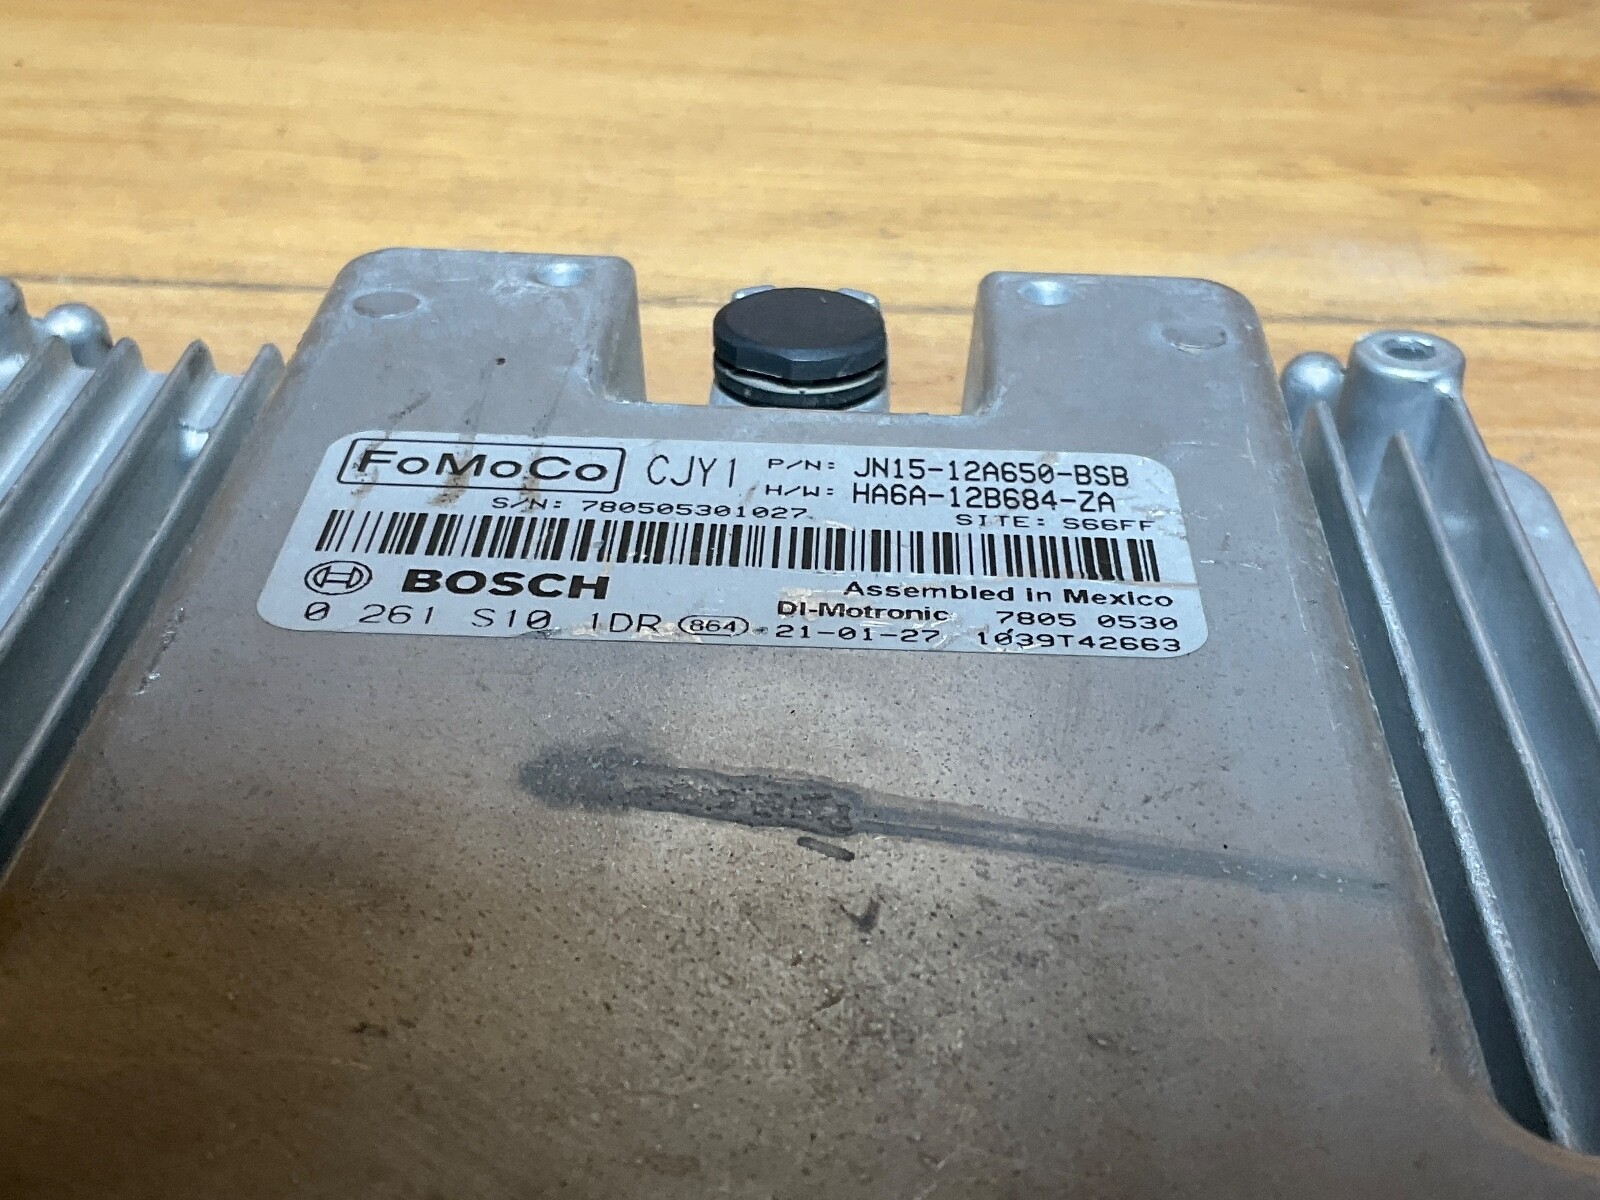 FoMoCo CJY1 P/N: JN15-12A650-BSB
H/W: HA6A-12B684-ZA
S/N: 780505301027 SITE: S66FF
BOSCH Assembled in Mexico
DI-Motronic 7805 0530
0 261 S10 1DR 864 21-01-27 1039T42663